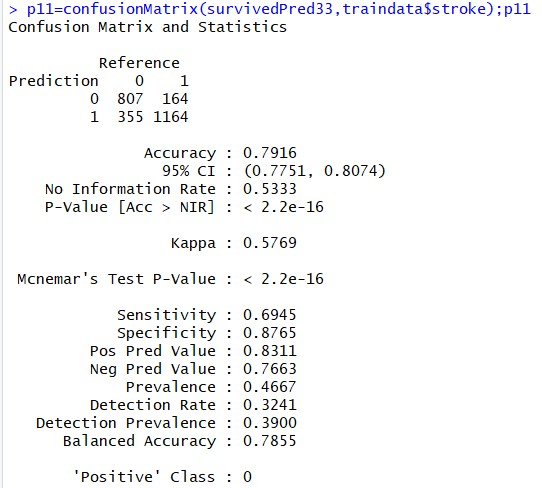 > p11=confusionMatrix(survivedPred33,traindata$stroke);p11
Confusion Matrix and Statistics
Reference
Prediction 0 1
0 807 164
1 355 1164
Accuracy : 0.7916
95% CI : (0.7751, 0.8074)
No Information Rate : 0.5333
P-Value [Acc > NIR] : < 2.2e-16
Kappa : 0.5769
Mcnemar's Test P-Value : < 2.2e-16
Sensitivity : 0.6945
Specificity : 0.8765
Pos Pred Value : 0.8311
Neg Pred Value : 0.7663
Prevalence : 0.4667
Detection Rate : 0.3241
Detection Prevalence : 0.3900
Balanced Accuracy : 0.7855
'Positive' Class : 0